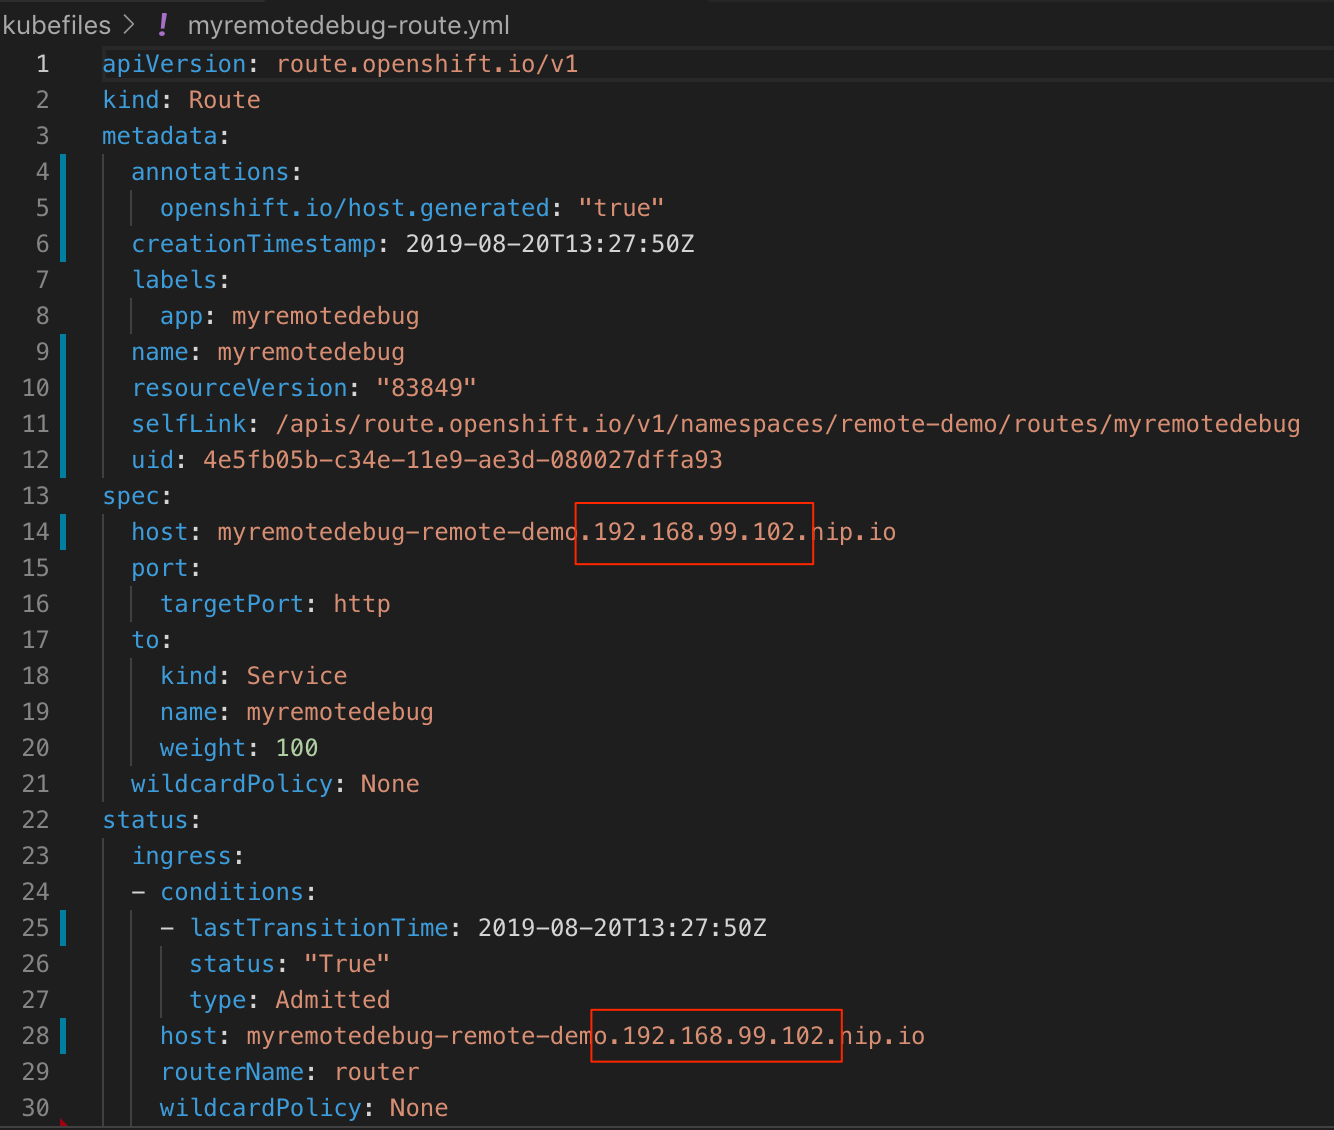 kubefiles > ! myremotedebug-route.yml
1 apiVersion: route.openshift.io/v1
2 kind: Route
3 metadata:
4   annotations:
5     openshift.io/host.generated: "true"
6   creationTimestamp: 2019-08-20T13:27:50Z
7   labels:
8     app: myremotedebug
9   name: myremotedebug
10   resourceVersion: "83849"
11   selfLink: /apis/route.openshift.io/v1/namespaces/remote-demo/routes/myremotedebug
12   uid: 4e5fb05b-c34e-11e9-ae3d-080027dffa93
13 spec:
14   host: myremotedebug-remote-demo.192.168.99.102.nip.io
15   port:
16     targetPort: http
17   to:
18     kind: Service
19     name: myremotedebug
20     weight: 100
21   wildcardPolicy: None
22 status:
23   ingress:
24   - conditions:
25     - lastTransitionTime: 2019-08-20T13:27:50Z
26       status: "True"
27       type: Admitted
28     host: myremotedebug-remote-demo.192.168.99.102.nip.io
29     routerName: router
30     wildcardPolicy: None